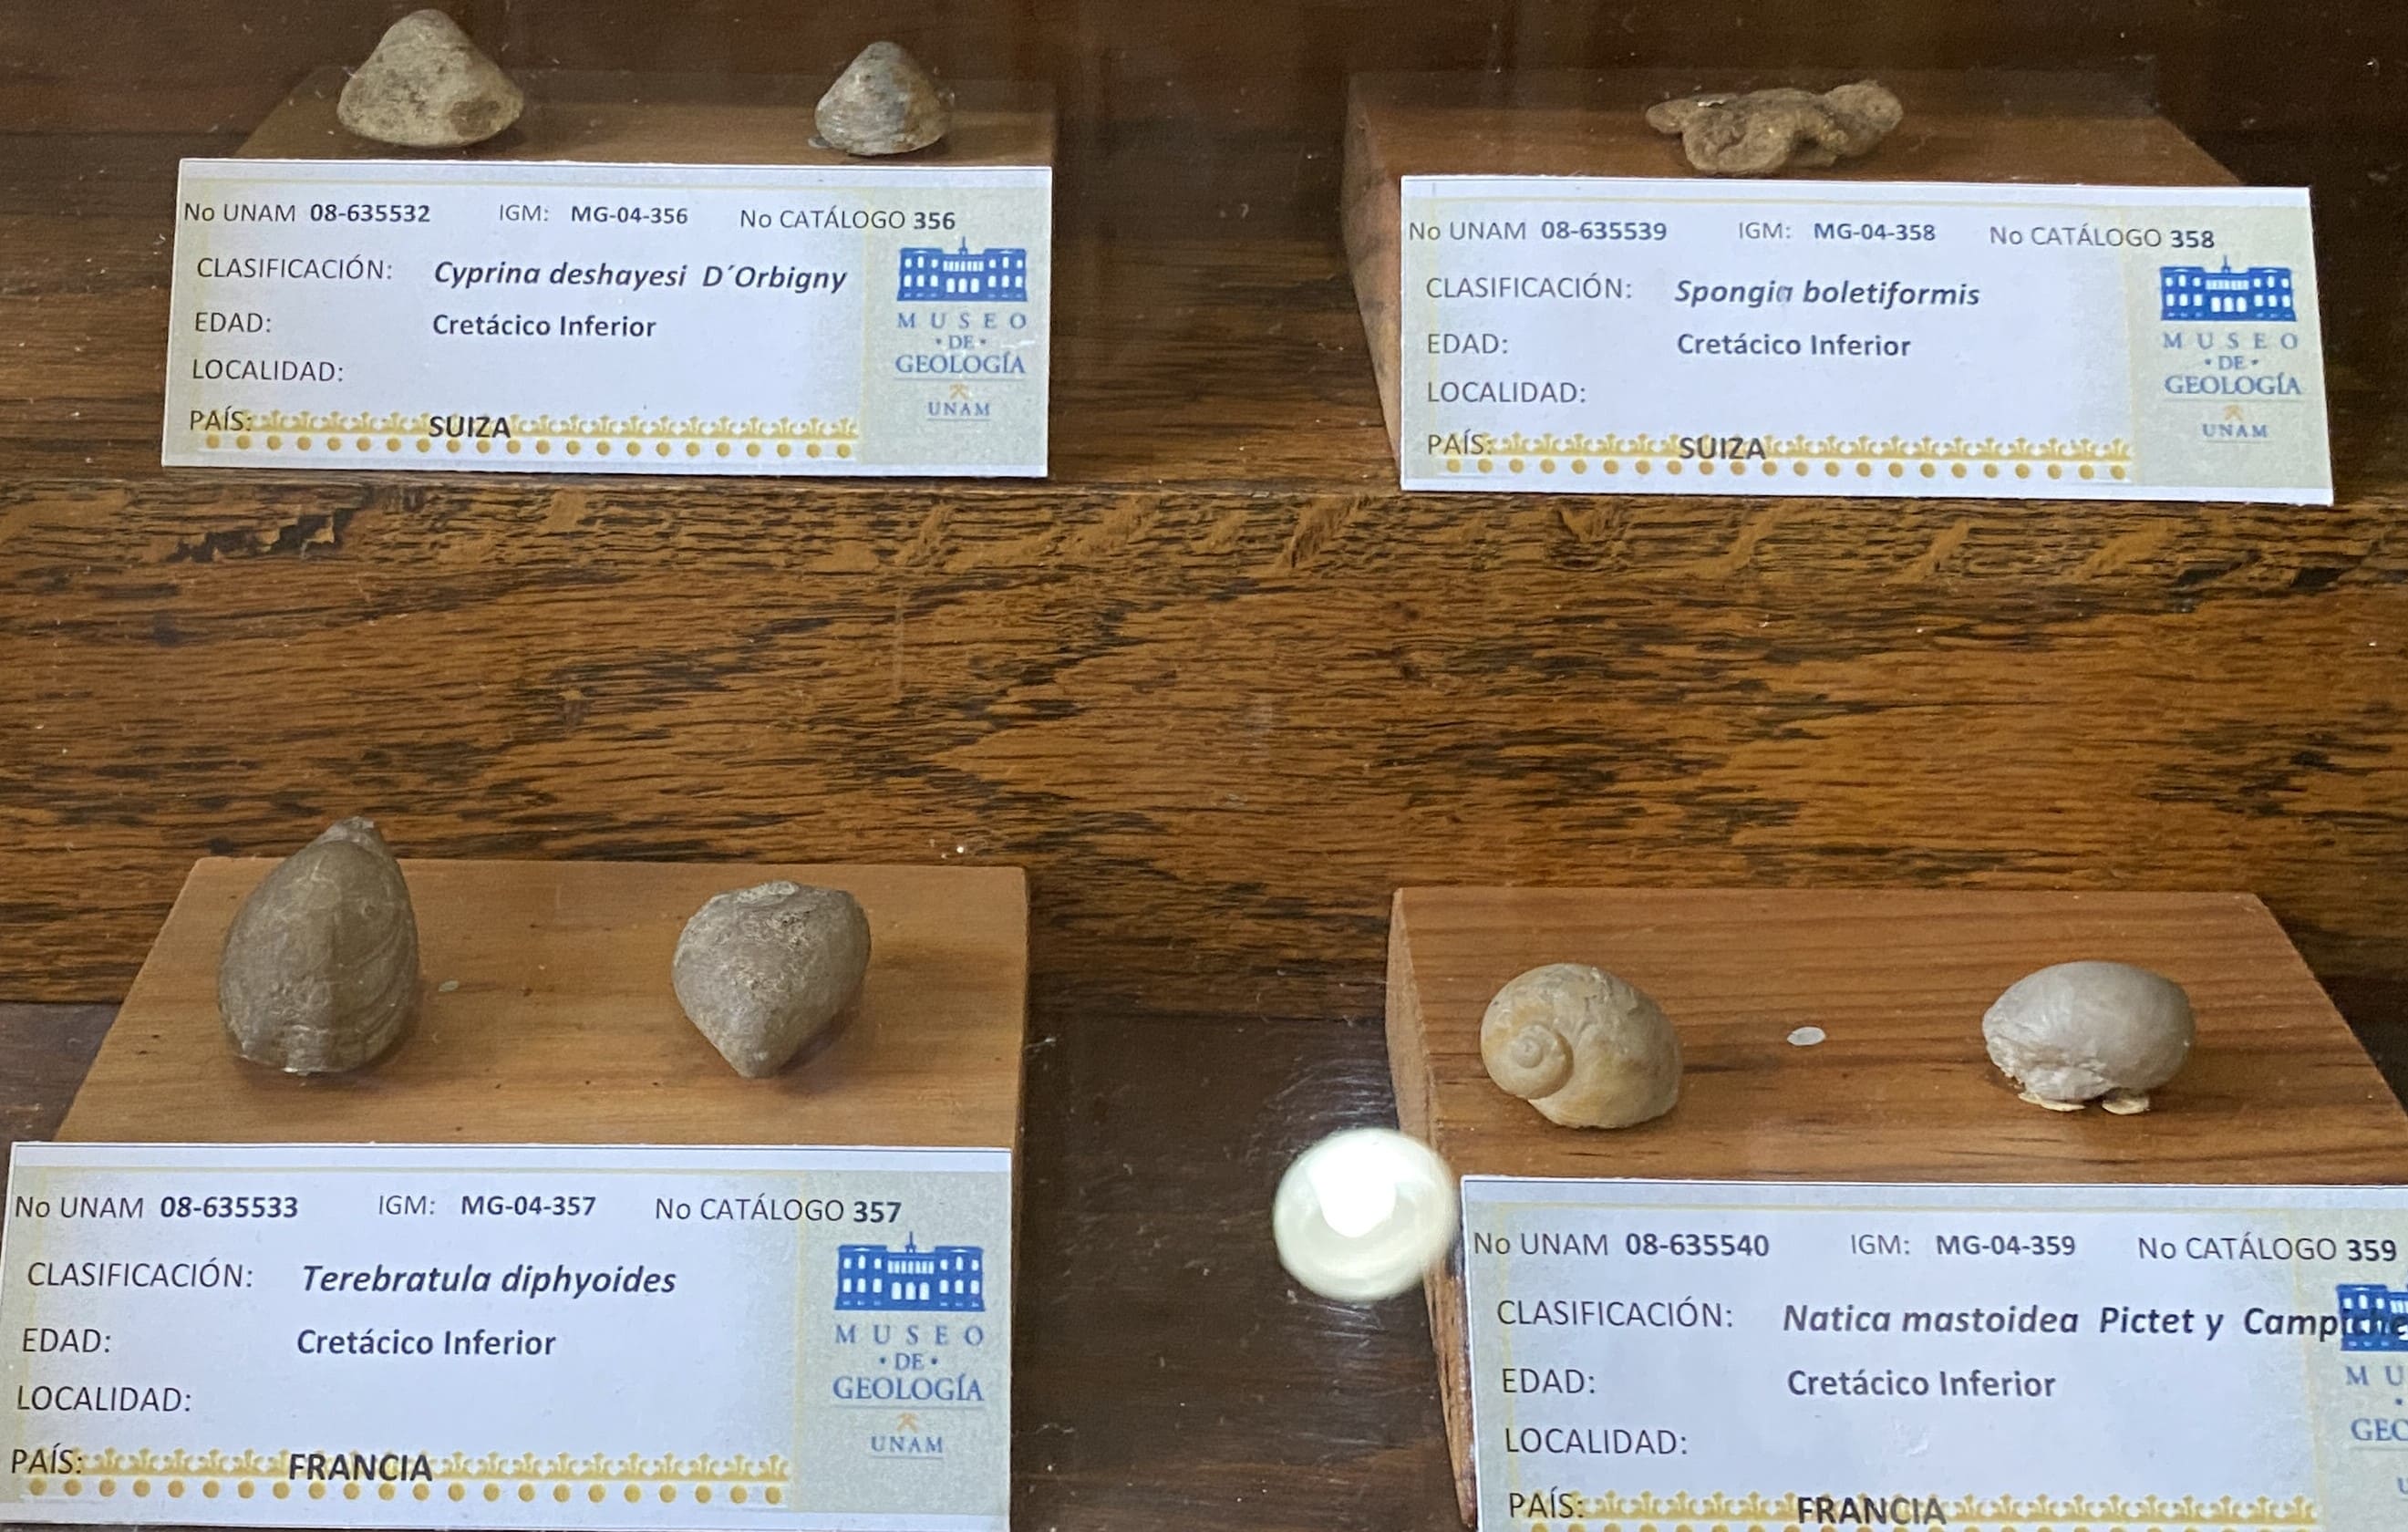 No UNAM 08-635532 IGM: MG-04-356 No CATÁLOGO 356
CLASIFICACIÓN: Cyprina deshayesi D´Orbigny
EDAD: Cretácico Inferior
LOCALIDAD:
PAÍS: SUIZA
MUSEO
• DE •
GEOLOGÍA
UNAM
No UNAM 08-635539 IGM: MG-04-358 No CATÁLOGO 358
CLASIFICACIÓN: Spongia boletiformis
EDAD: Cretácico Inferior
LOCALIDAD:
PAÍS: SUIZA
MUSEO
• DE •
GEOLOGÍA
UNAM
No UNAM 08-635533 IGM: MG-04-357 No CATÁLOGO 357
CLASIFICACIÓN: Terebratula diphyoides
EDAD: Cretácico Inferior
LOCALIDAD:
PAÍS: FRANCIA
MUSEO
• DE •
GEOLOGÍA
UNAM
No UNAM 08-635540 IGM: MG-04-359 No CATÁLOGO 359
CLASIFICACIÓN: Natica mastoidea Pictet y
EDAD: Cretácico Inferior
LOCALIDAD:
PAÍS: FRANCIA